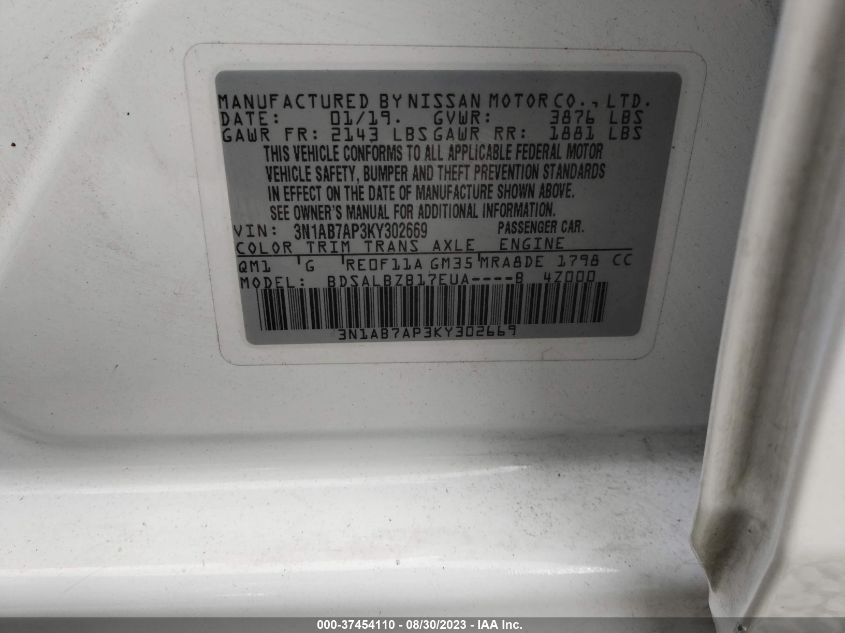 MANUFACTURED BY NISSAN MOTOR CO., LTD.
DATE: 01/19. GVWR: 3876 LBS
GAWR FR: 2143 LBS GAWR RR: 1881 LBS
THIS VEHICLE CONFORMS TO ALL APPLICABLE FEDERAL MOTOR
VEHICLE SAFETY, BUMPER AND THEFT PREVENTION STANDARDS
IN EFFECT ON THE DATE OF MANUFACTURE SHOWN ABOVE.
SEE OWNER'S MANUAL FOR ADDITIONAL INFORMATION.
VIN: 3N1AB7AP3KY302669 PASSENGER CAR.
COLOR TRIM TRANS AXLE ENGINE
QM1 'G 'RE0F11A'GM35'MRA8DE 1798 CC
MODEL: BDSALBZB17EUA----B 4Z000
3N1AB7AP3KY302669
000-37454110 - 08/30/2023 - IAA Inc.